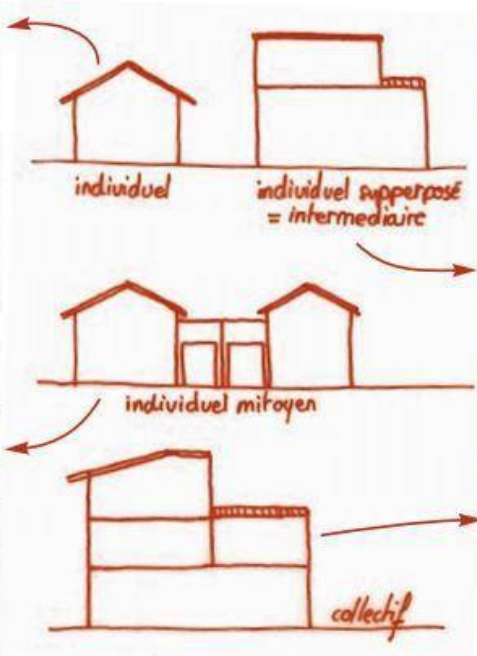 individuel
individuel supperposé
= intermediaire
individuel mitoyen
collectif